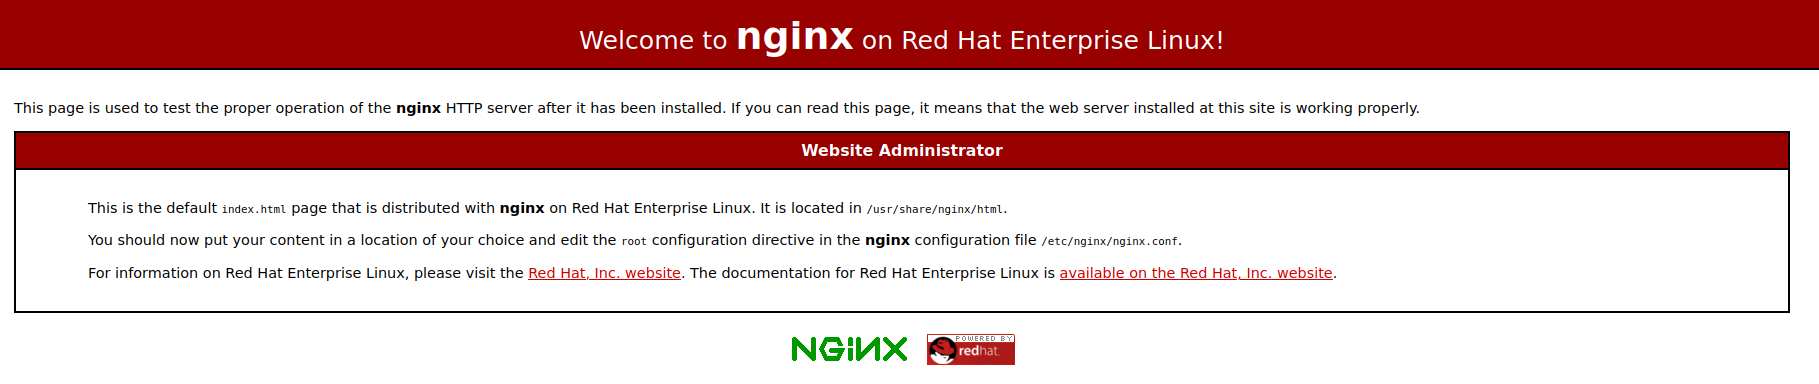 Welcome to nginx on Red Hat Enterprise Linux!
This page is used to test the proper operation of the nginx HTTP server after it has been installed. If you can read this page, it means that the web server installed at this site is working properly.
Website Administrator
This is the default index.html page that is distributed with nginx on Red Hat Enterprise Linux. It is located in /usr/share/nginx/html.
You should now put your content in a location of your choice and edit the root configuration directive in the nginx configuration file /etc/nginx/nginx.conf.
For information on Red Hat Enterprise Linux, please visit the Red Hat, Inc. website. The documentation for Red Hat Enterprise Linux is available on the Red Hat, Inc. website.
NGiNX
POWERED BY
redhat.